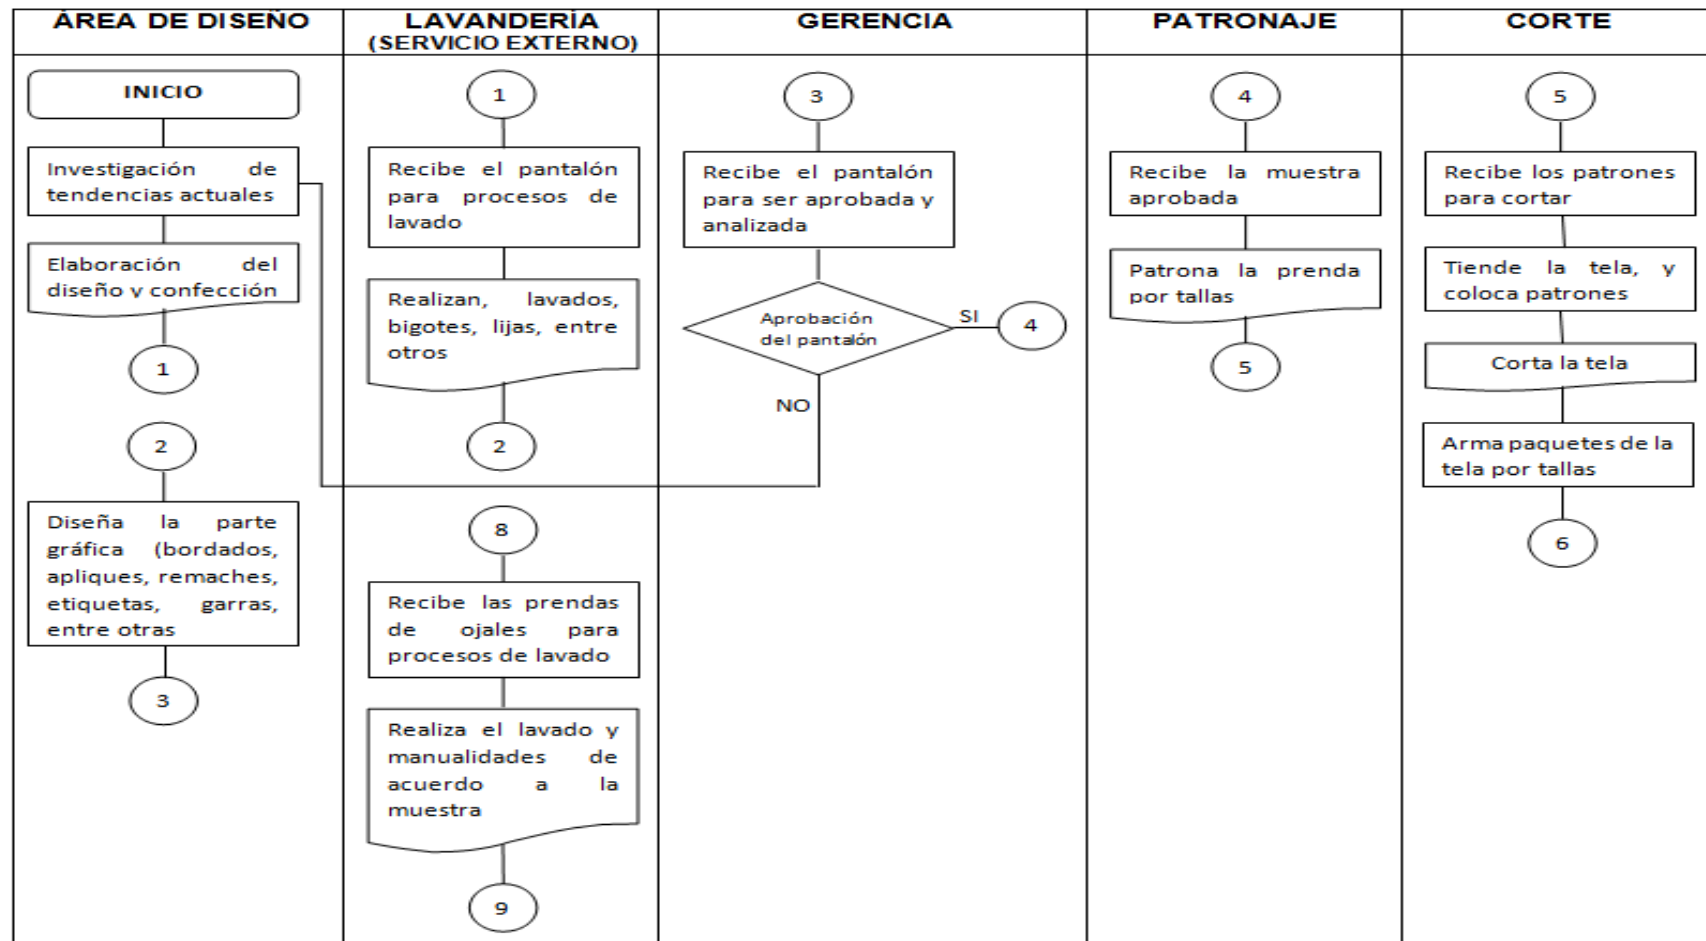 ÁREA DE DISEÑO
INICIO
Investigación de
tendencias actuales
Elaboración del
diseño y confección
1
2
Diseña la parte
gráfica (bordados,
apliques, remaches,
etiquetas, garras,
entre otras
3
LAVANDERÍA
(SERVICIO EXTERNO)
1
Recibe el pantalón
para procesos de
lavado
Realizan, lavados,
bigotes, lijas, entre
otros
2
8
Recibe las prendas
de ojales para
procesos de lavado
Realiza el lavado y
manualidades de
acuerdo a la
muestra
9
GERENCIA
3
Recibe el pantalón
para ser aprobada y
analizada
Aprobación
del pantalón
SI
4
NO
PATRONAJE
4
Recibe la muestra
aprobada
Patrona la prenda
por tallas
5
CORTE
5
Recibe los patrones
para cortar
Tiende la tela, y
coloca patrones
Corta la tela
Arma paquetes de la
tela por tallas
6